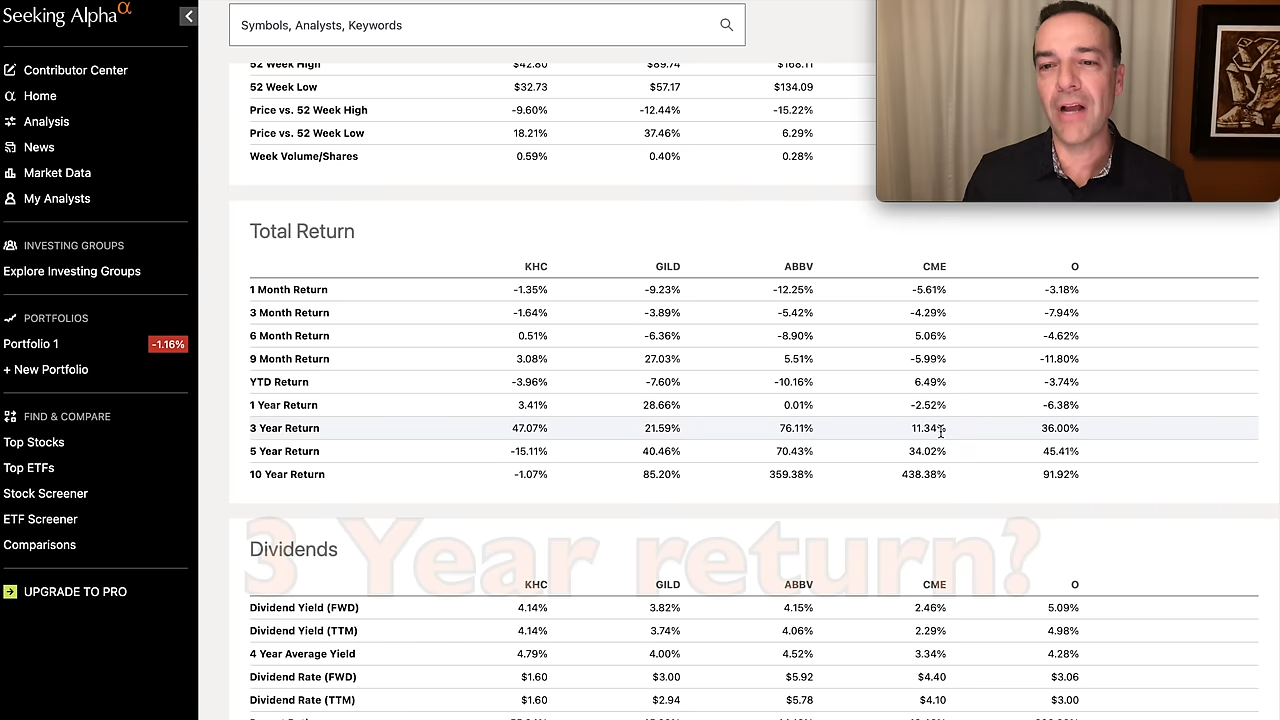 Seeking Alpha α
Symbols, Analysts, Keywords
Contributor Center
Home
Analysis
News
Market Data
My Analysts
INVESTING GROUPS
Explore Investing Groups
PORTFOLIOS
Portfolio 1 -1.16%
+ New Portfolio
FIND & COMPARE
Top Stocks
Top ETFs
Stock Screener
ETF Screener
Comparisons
UPGRADE TO PRO
52 Week High $42.80 $89.74 $168.11
52 Week Low $32.73 $57.17 $134.09
Price vs. 52 Week High -9.60% -12.44% -15.22%
Price vs. 52 Week Low 18.21% 37.46% 6.29%
Week Volume/Shares 0.59% 0.40% 0.28%
Total Return
KHC GILD ABBV CME O
1 Month Return -1.35% -9.23% -12.25% -5.61% -3.18%
3 Month Return -1.64% -3.89% -5.42% -4.29% -7.94%
6 Month Return 0.51% -6.36% -8.90% 5.06% -4.62%
9 Month Return 3.08% 27.03% 5.51% -5.99% -11.80%
YTD Return -3.96% -7.60% -10.16% 6.49% -3.74%
1 Year Return 3.41% 28.66% 0.01% -2.52% -6.38%
3 Year Return 47.07% 21.59% 76.11% 11.34% 36.00%
5 Year Return -15.11% 40.46% 70.43% 34.02% 45.41%
10 Year Return -1.07% 85.20% 359.38% 438.38% 91.92%
3 Year return?
Dividends
KHC GILD ABBV CME O
Dividend Yield (FWD) 4.14% 3.82% 4.15% 2.46% 5.09%
Dividend Yield (TTM) 4.14% 3.74% 4.06% 2.29% 4.98%
4 Year Average Yield 4.79% 4.00% 4.52% 3.34% 4.28%
Dividend Rate (FWD) $1.60 $3.00 $5.92 $4.40 $3.06
Dividend Rate (TTM) $1.60 $2.94 $5.78 $4.10 $3.00